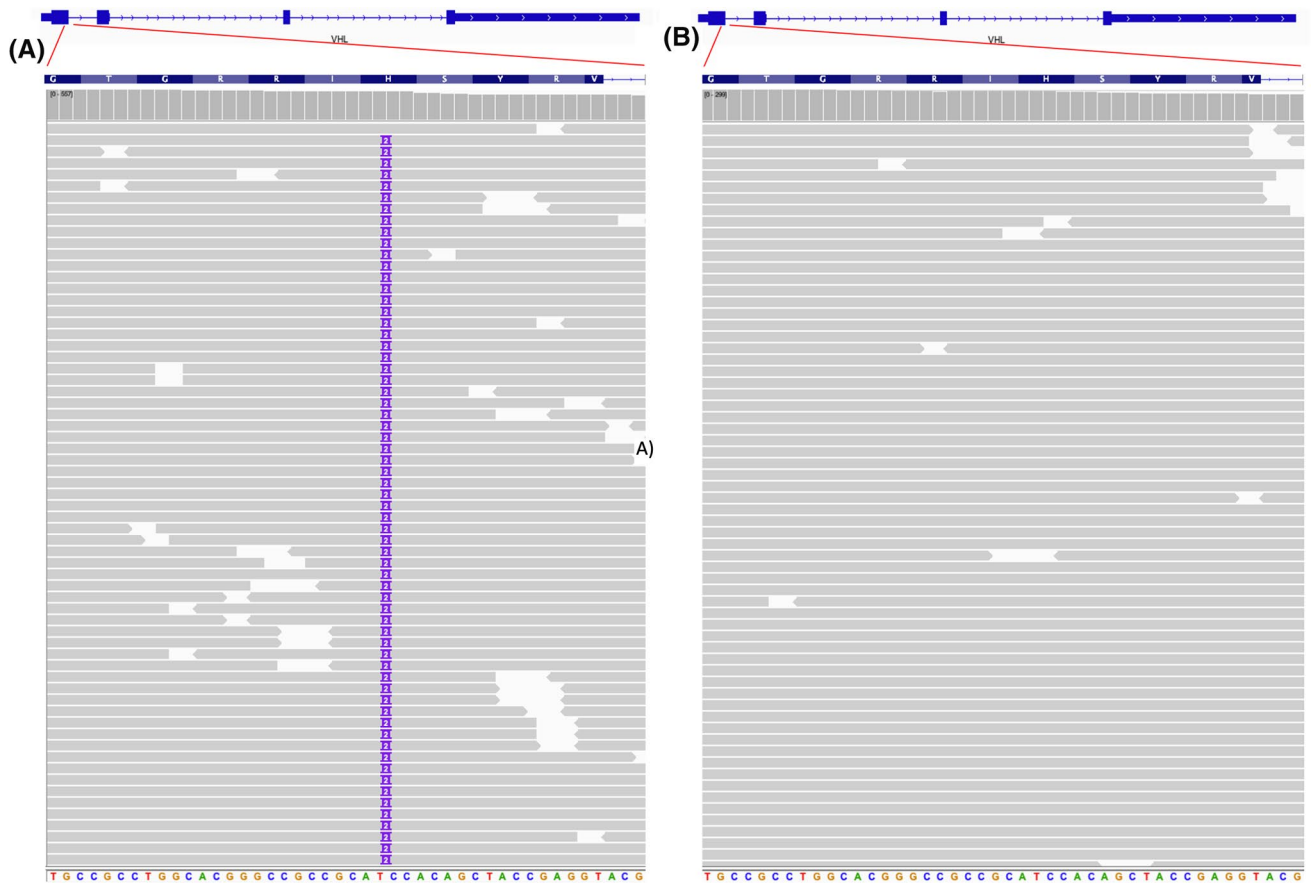 (A)
VHL
G T G R R I H S Y R V
[0 - 557]
A)
T G C C G C C T G G C A C G G G C C G C C G C A T C C A C A G C T A C C G A G G T A C G
(B)
VHL
G T G R R I H S Y R V
[0 - 299]
T G C C G C C T G G C A C G G G C C G C C G C A T C C A C A G C T A C C G A G G T A C G